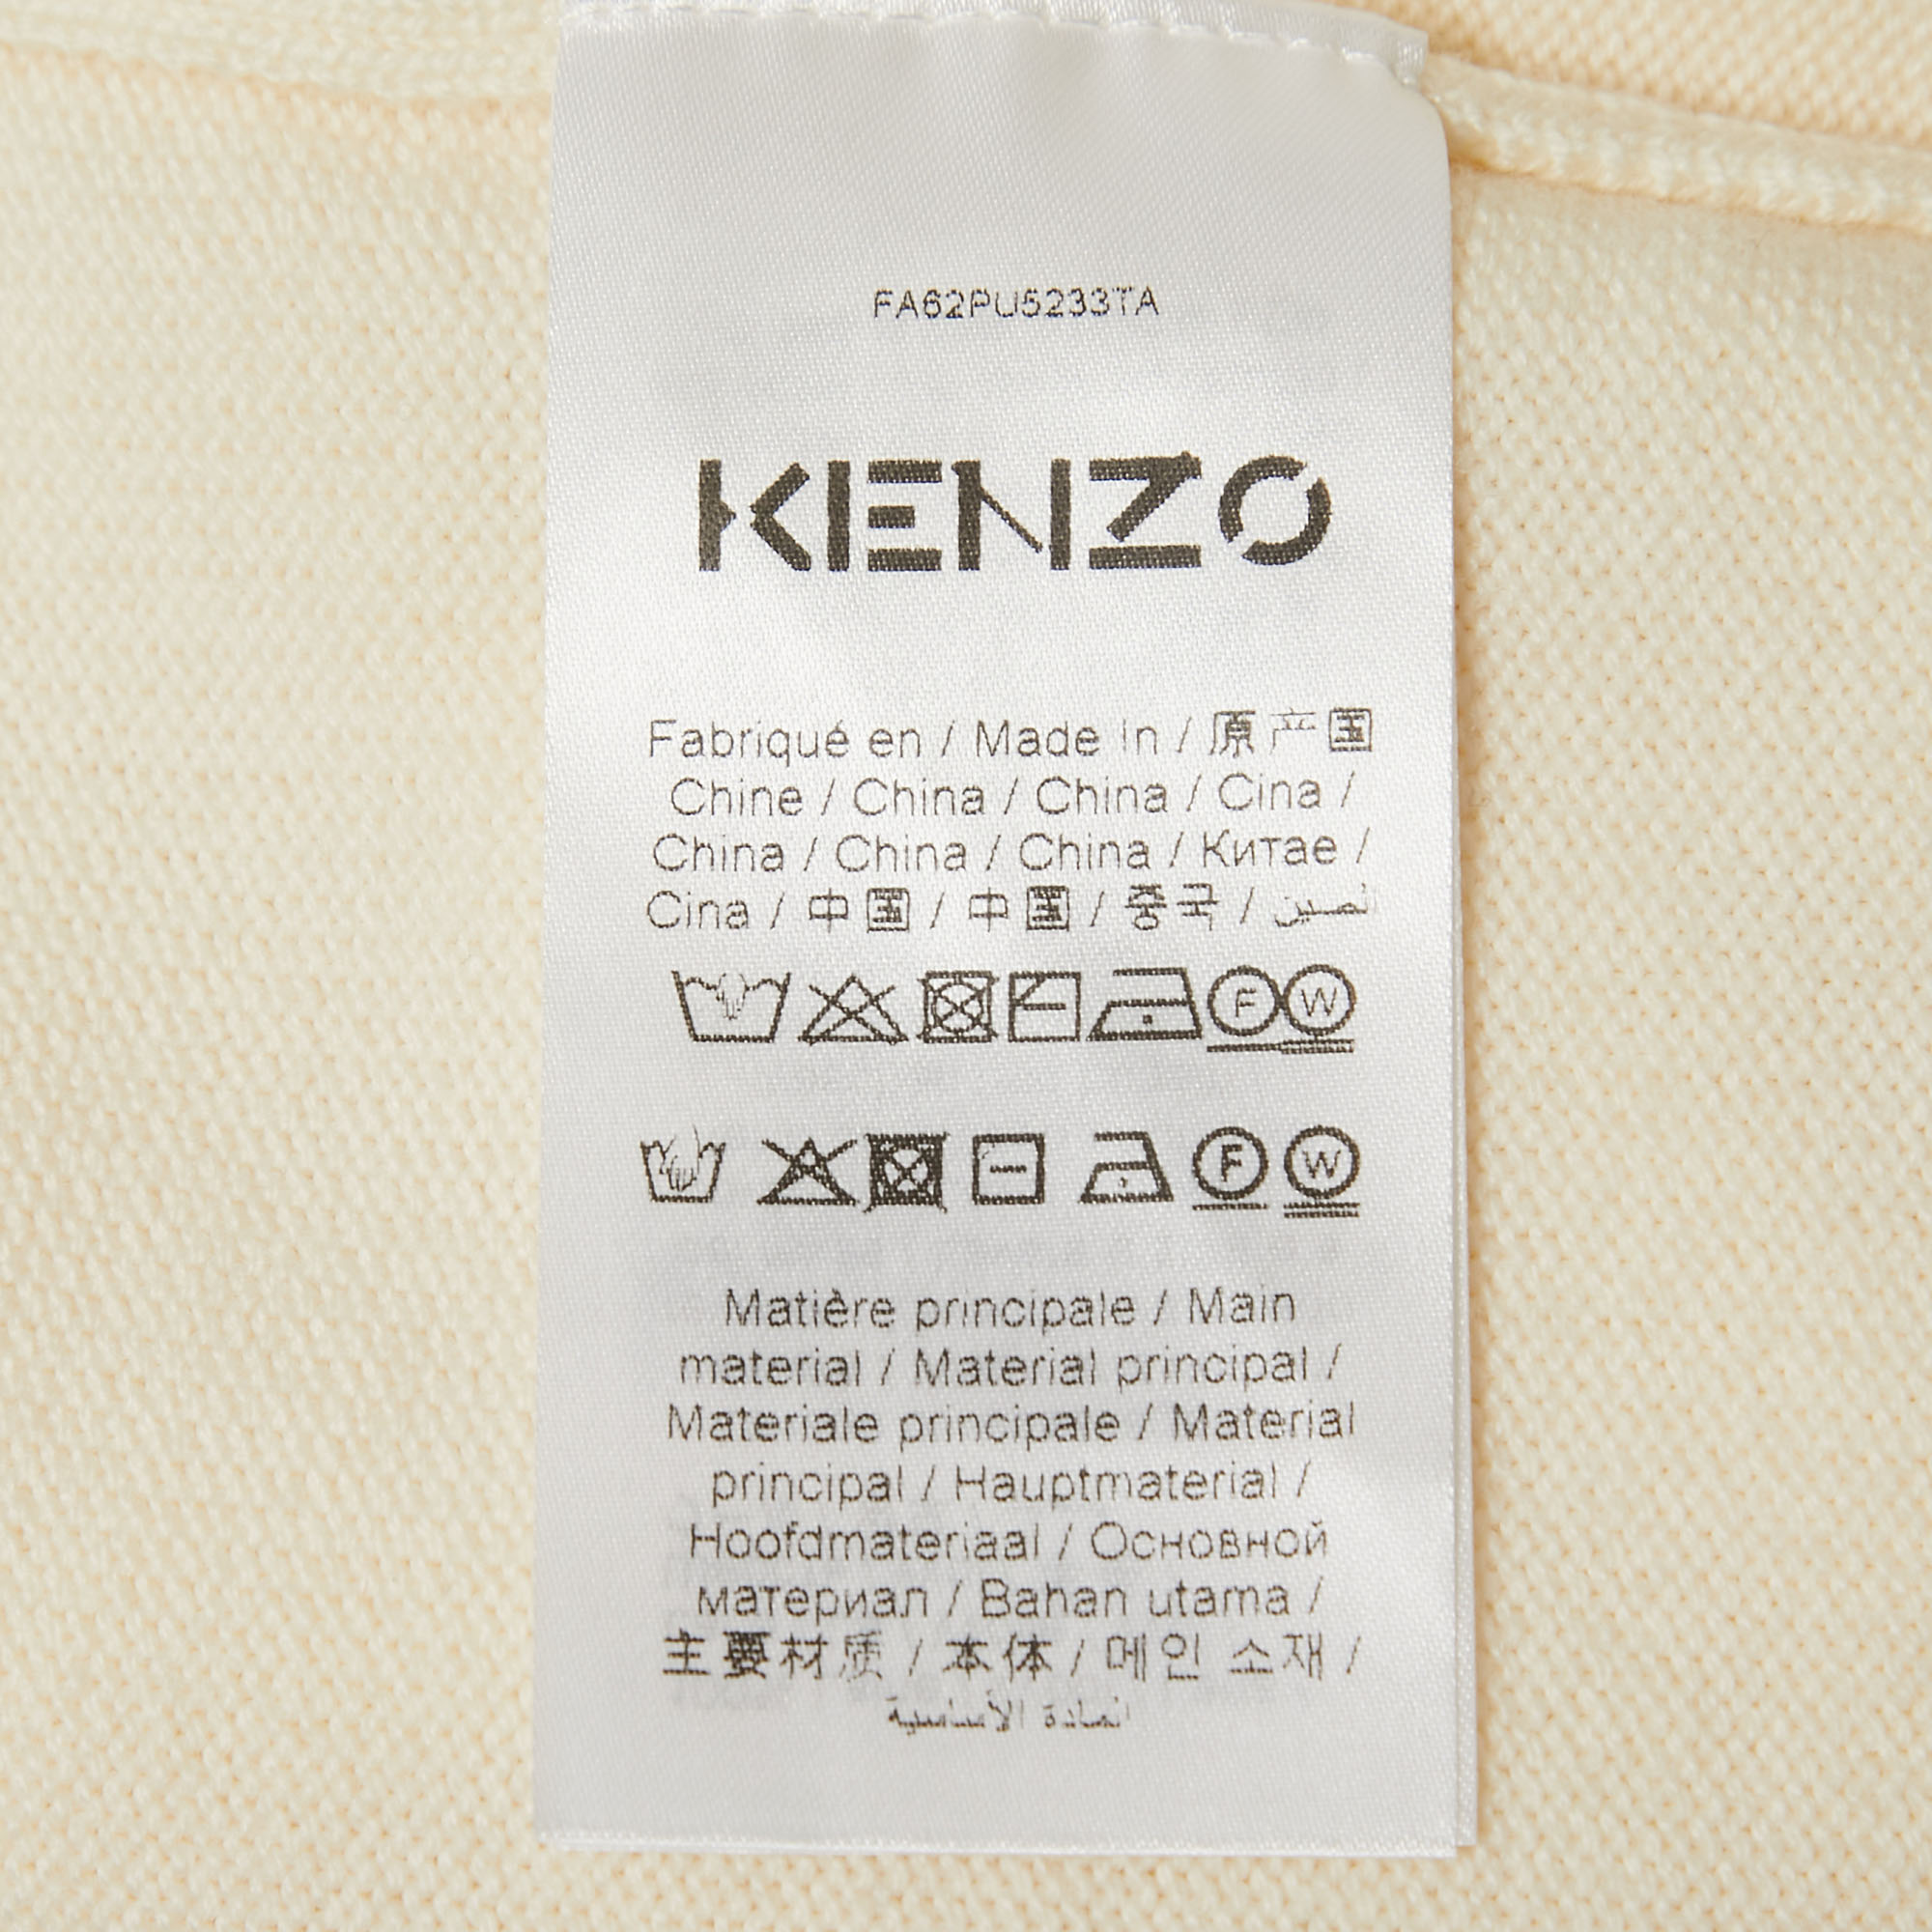 FA62PU5233TA
KENZO
Fabriqué en / Made In / 原产国
Chine / China / China / Cina /
China / China / China / Китае /
Cina / 中国 / 中国 / 중국 / الصين
F W
F W
Matière principale / Main
material / Material principal /
Materiale principale / Material
principal / Hauptmaterial /
Hoofdmateriaal / Основной
материал / Bahan utama /
主要材质 / 本体 / 메인 소재 /
المادة الأساسية